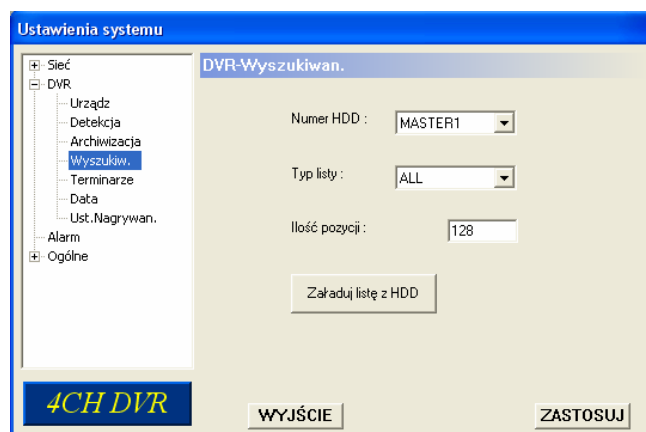 Ustawienia systemu
Sieć
DVR
Urządz
Detekcja
Archiwizacja
Wyszukiw.
Terminarze
Data
Ust.Nagrywan.
Alarm
Ogólne
4CH DVR
DVR-Wyszukiwan.
Numer HDD : MASTER1
Typ listy : ALL
Ilość pozycji : 128
Zaraduj listę z HDD
WYJŚCIE ZASTOSUJ